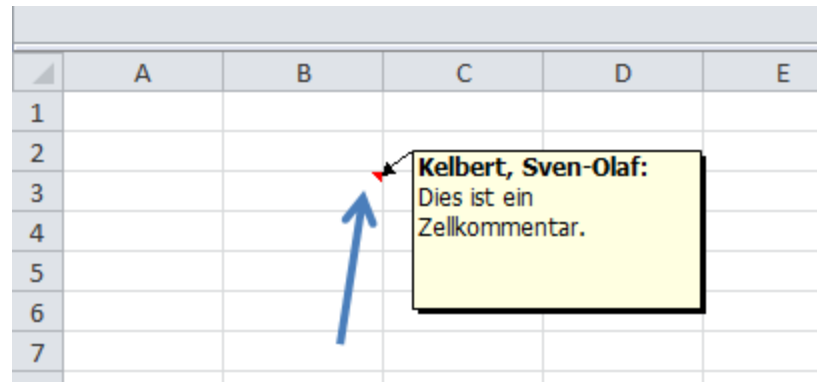 A B C D E
1
2
Kelbert, Sven-Olaf:
3
Dies ist ein
4
Zellkommentar.
5
6
7